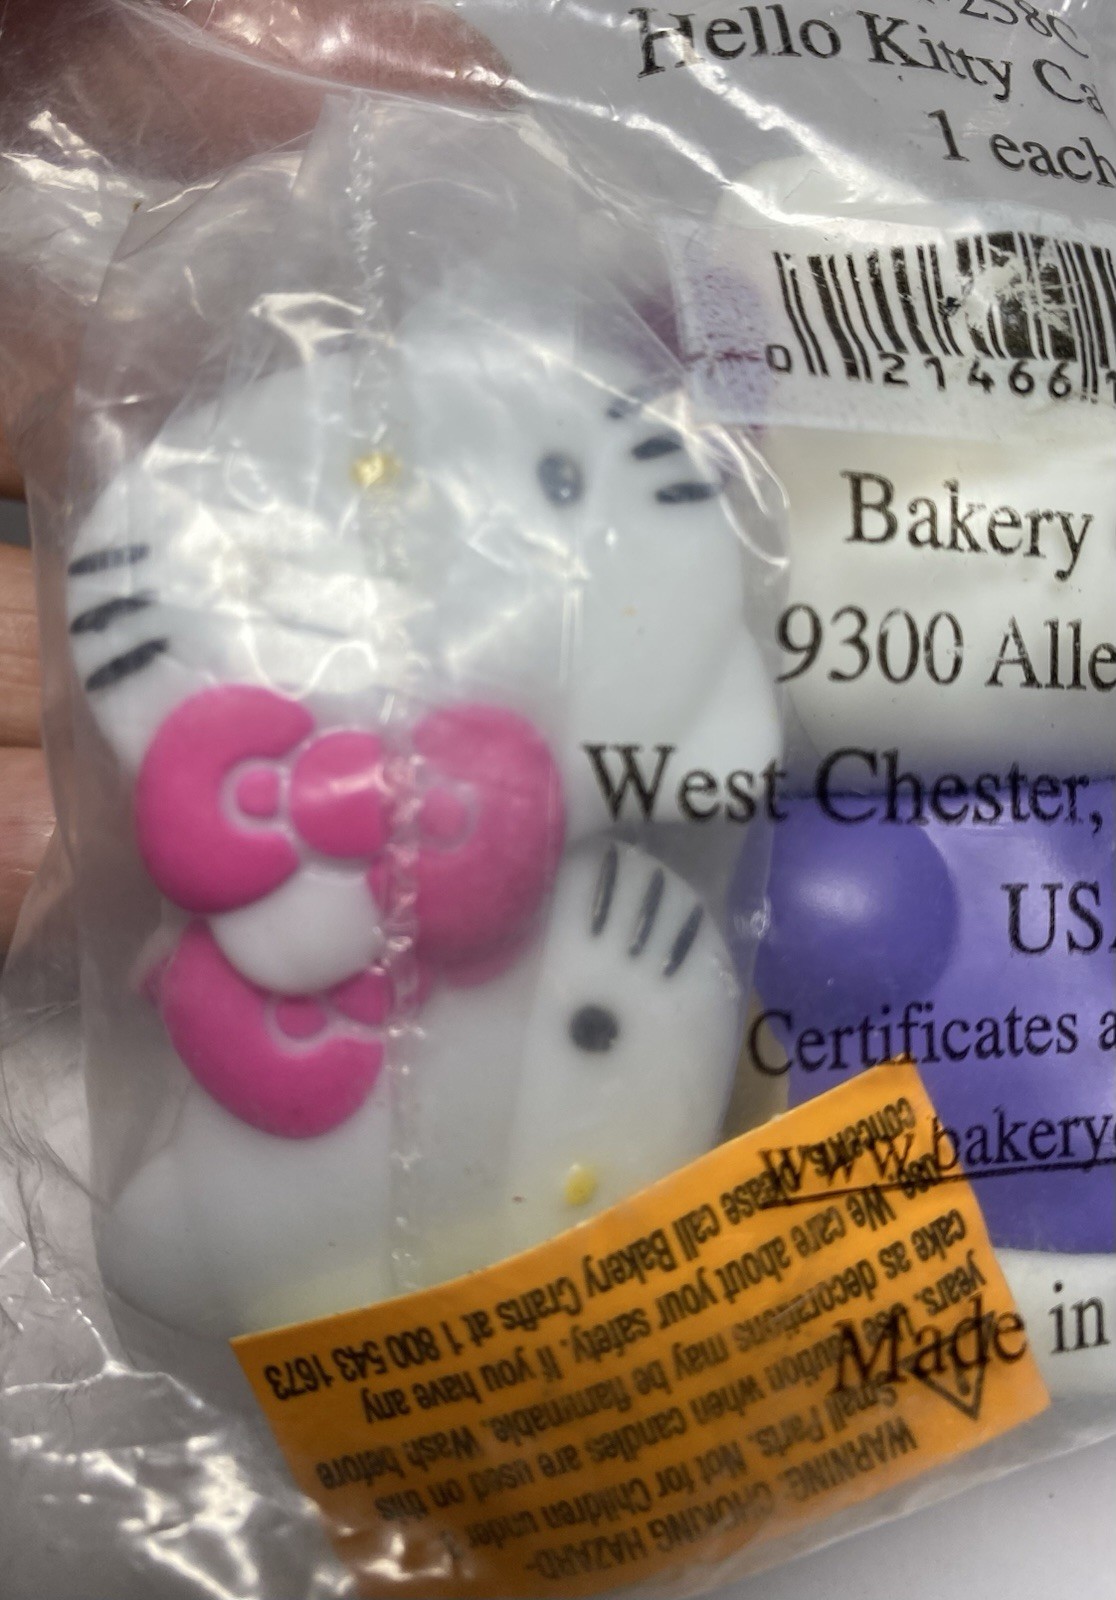 258C
Hello Kitty Ca
1 each
0 21466 1
Bakery
9300 Alle
West Chester,
US
Certificates a
www.bakery
Made in
WARNING: CHOKING HAZARD-
Small Parts. Not for Children under
years. Use caution when candles are used on this
cake as decorations may be flammable. Wash before
use. We care about your safety. If you have any
concerns, please call Bakery Crafts at 1 800 543 1673